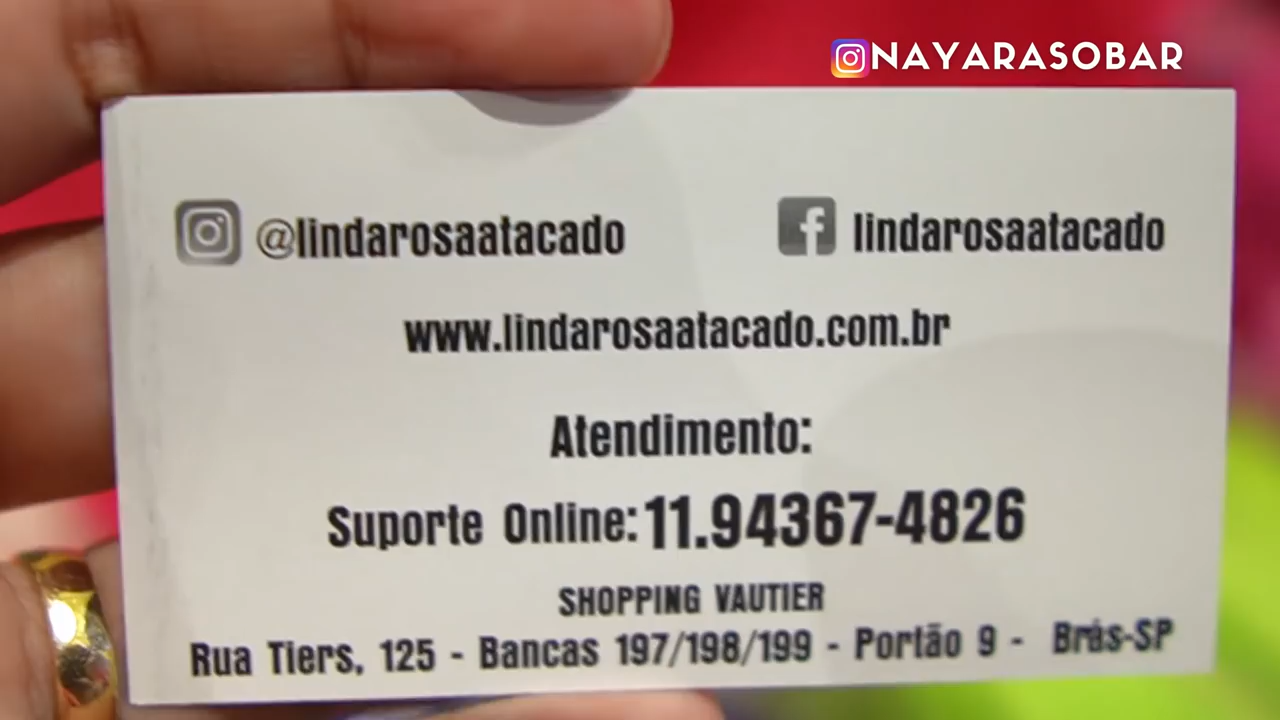 NAYARASOBAR
@lindarosaatacado
lindarosaatacado
www.lindarosaatacado.com.br
Atendimento:
Suporte Online: 11.94367-4826
SHOPPING VAUTIER
Rua Tiers, 125 - Bancas 197/198/199 - Portão 9 - Brás-SP